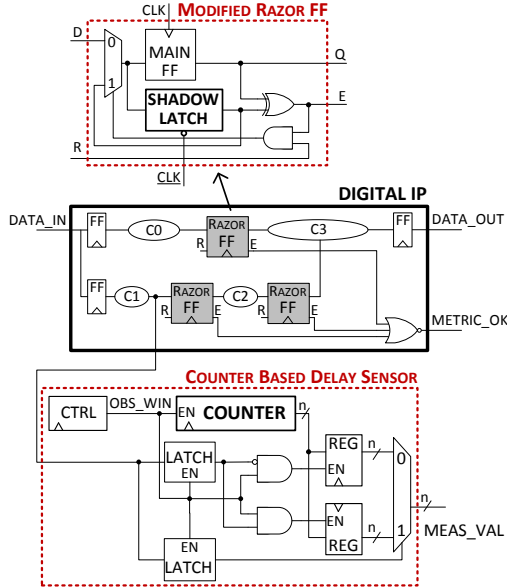 CLK
MODIFIED RAZOR FF
D
0
MAIN
FF
Q
1
SHADOW
LATCH
E
R
CLK
DIGITAL IP
DATA_IN
FF
C0
RAZOR
FF
C3
FF
DATA_OUT
R
E
FF
C1
RAZOR
FF
C2
RAZOR
FF
R
E
R
E
METRIC_OK
COUNTER BASED DELAY SENSOR
CTRL
OBS_WIN
EN
COUNTER
n
LATCH
EN
REG
EN
n
0
n
MEAS_VAL
EN
REG
n
1
EN
LATCH